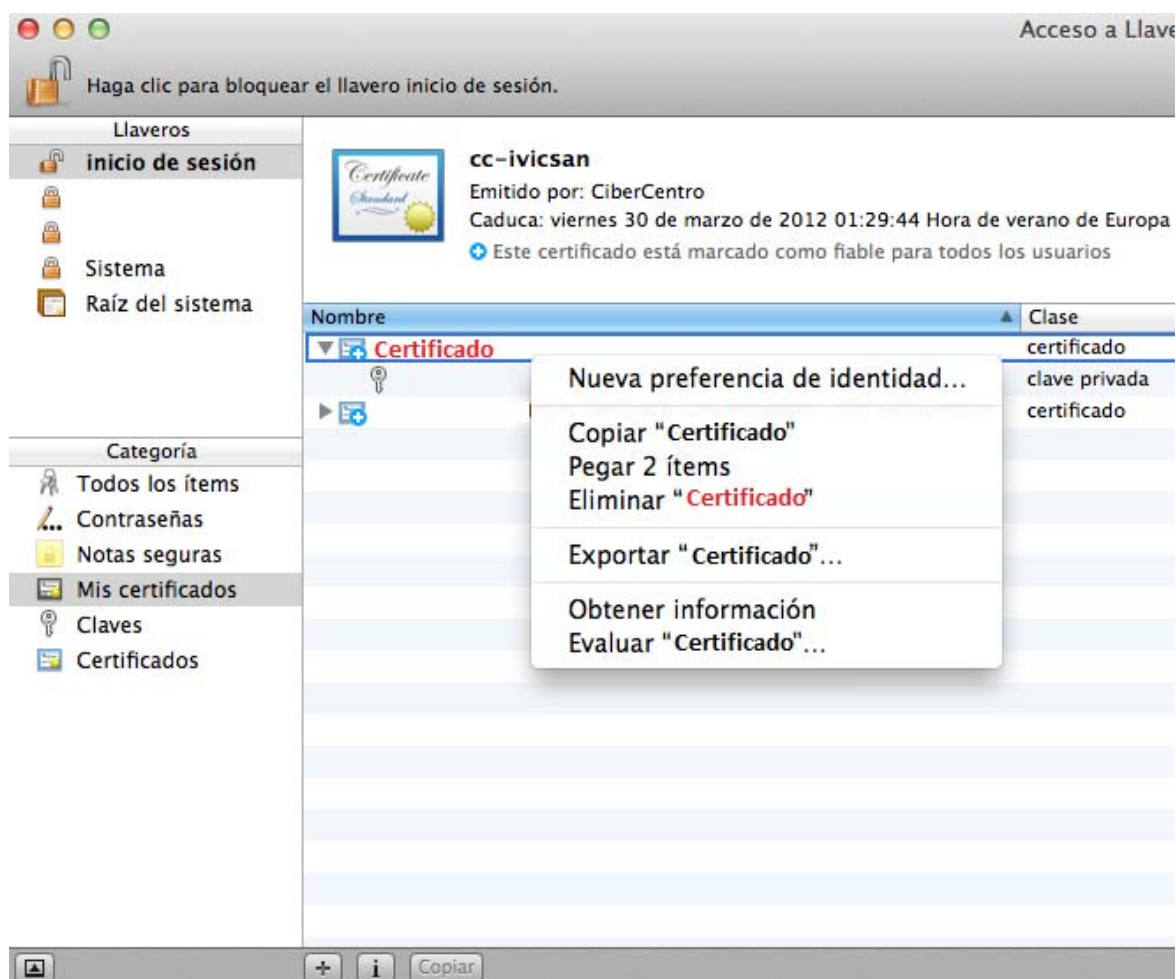 Acceso a Llave
Haga clic para bloquear el llavero inicio de sesión.
Llaveros
inicio de sesión
Sistema
Raíz del sistema
Categoría
Todos los ítems
Contraseñas
Notas seguras
Mis certificados
Claves
Certificados
Certificate
Standard
cc-ivicsan
Emitido por: CiberCentro
Caduca: viernes 30 de marzo de 2012 01:29:44 Hora de verano de Europa
Este certificado está marcado como fiable para todos los usuarios
Nombre Clase
Certificado certificado
clave privada
certificado
Nueva preferencia de identidad...
Copiar "Certificado"
Pegar 2 ítems
Eliminar "Certificado"
Exportar "Certificado"...
Obtener información
Evaluar "Certificado"...
Copiar